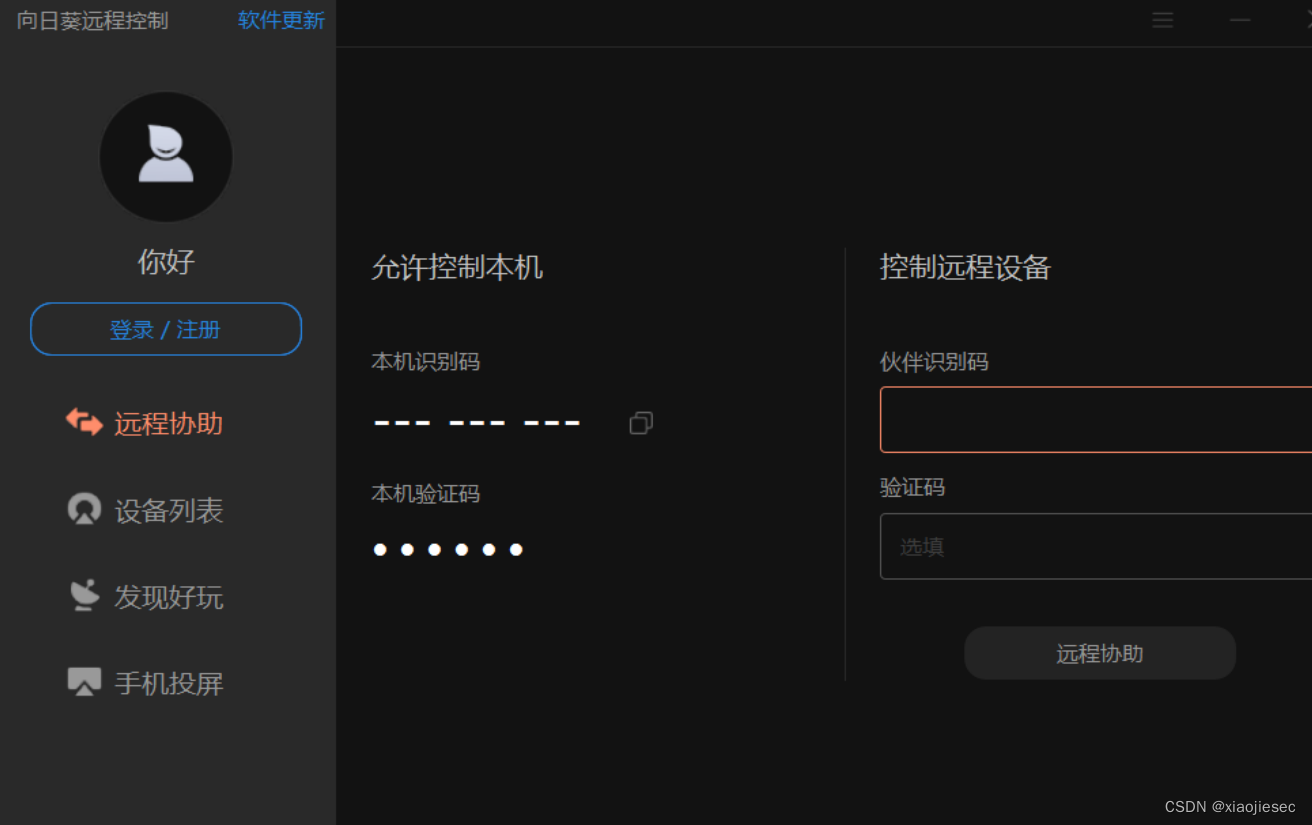 向日葵远程控制
软件更新
你好
登录 / 注册
远程协助
设备列表
发现好玩
手机投屏
允许控制本机
本机识别码
--- --- ---
本机验证码
••••••
控制远程设备
伙伴识别码
验证码
选填
远程协助
CSDN @xiaojiesec